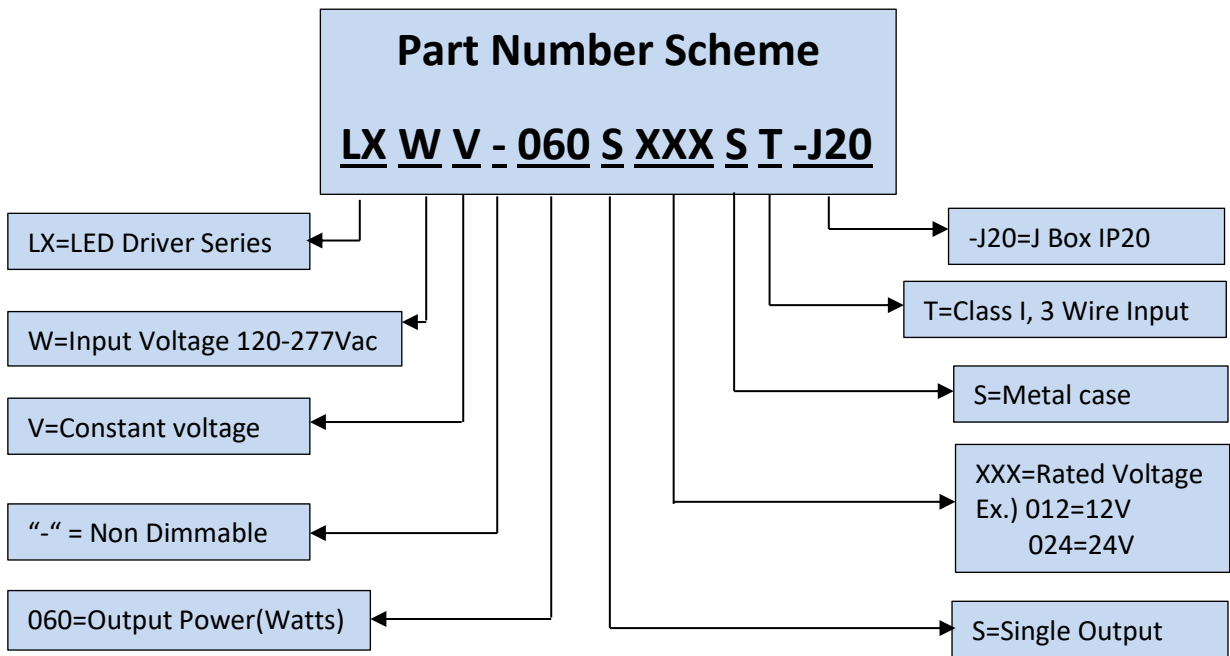 Part Number Scheme
LX W V - 060 S XXX S T -J20
LX=LED Driver Series
W=Input Voltage 120-277Vac
V=Constant voltage
“-“ = Non Dimmable
060=Output Power(Watts)
-J20=J Box IP20
T=Class I, 3 Wire Input
S=Metal case
XXX=Rated Voltage
Ex.) 012=12V
024=24V
S=Single Output